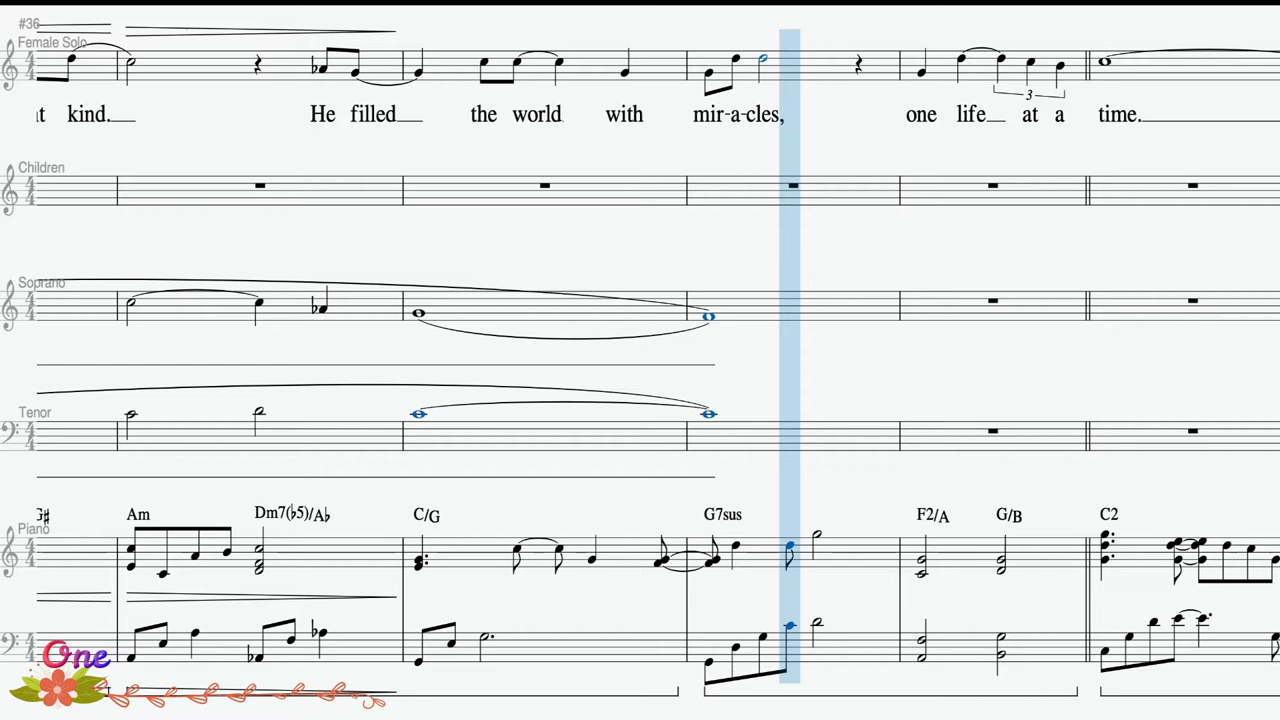 #36
Female Solo
kind. He filled the world with mir-a-cles, one life at a time.
Children
Soprano
Tenor
G♯ Am Dm7(♭5)/A♭ C/G G7sus F2/A G/B C2
Piano
3
One